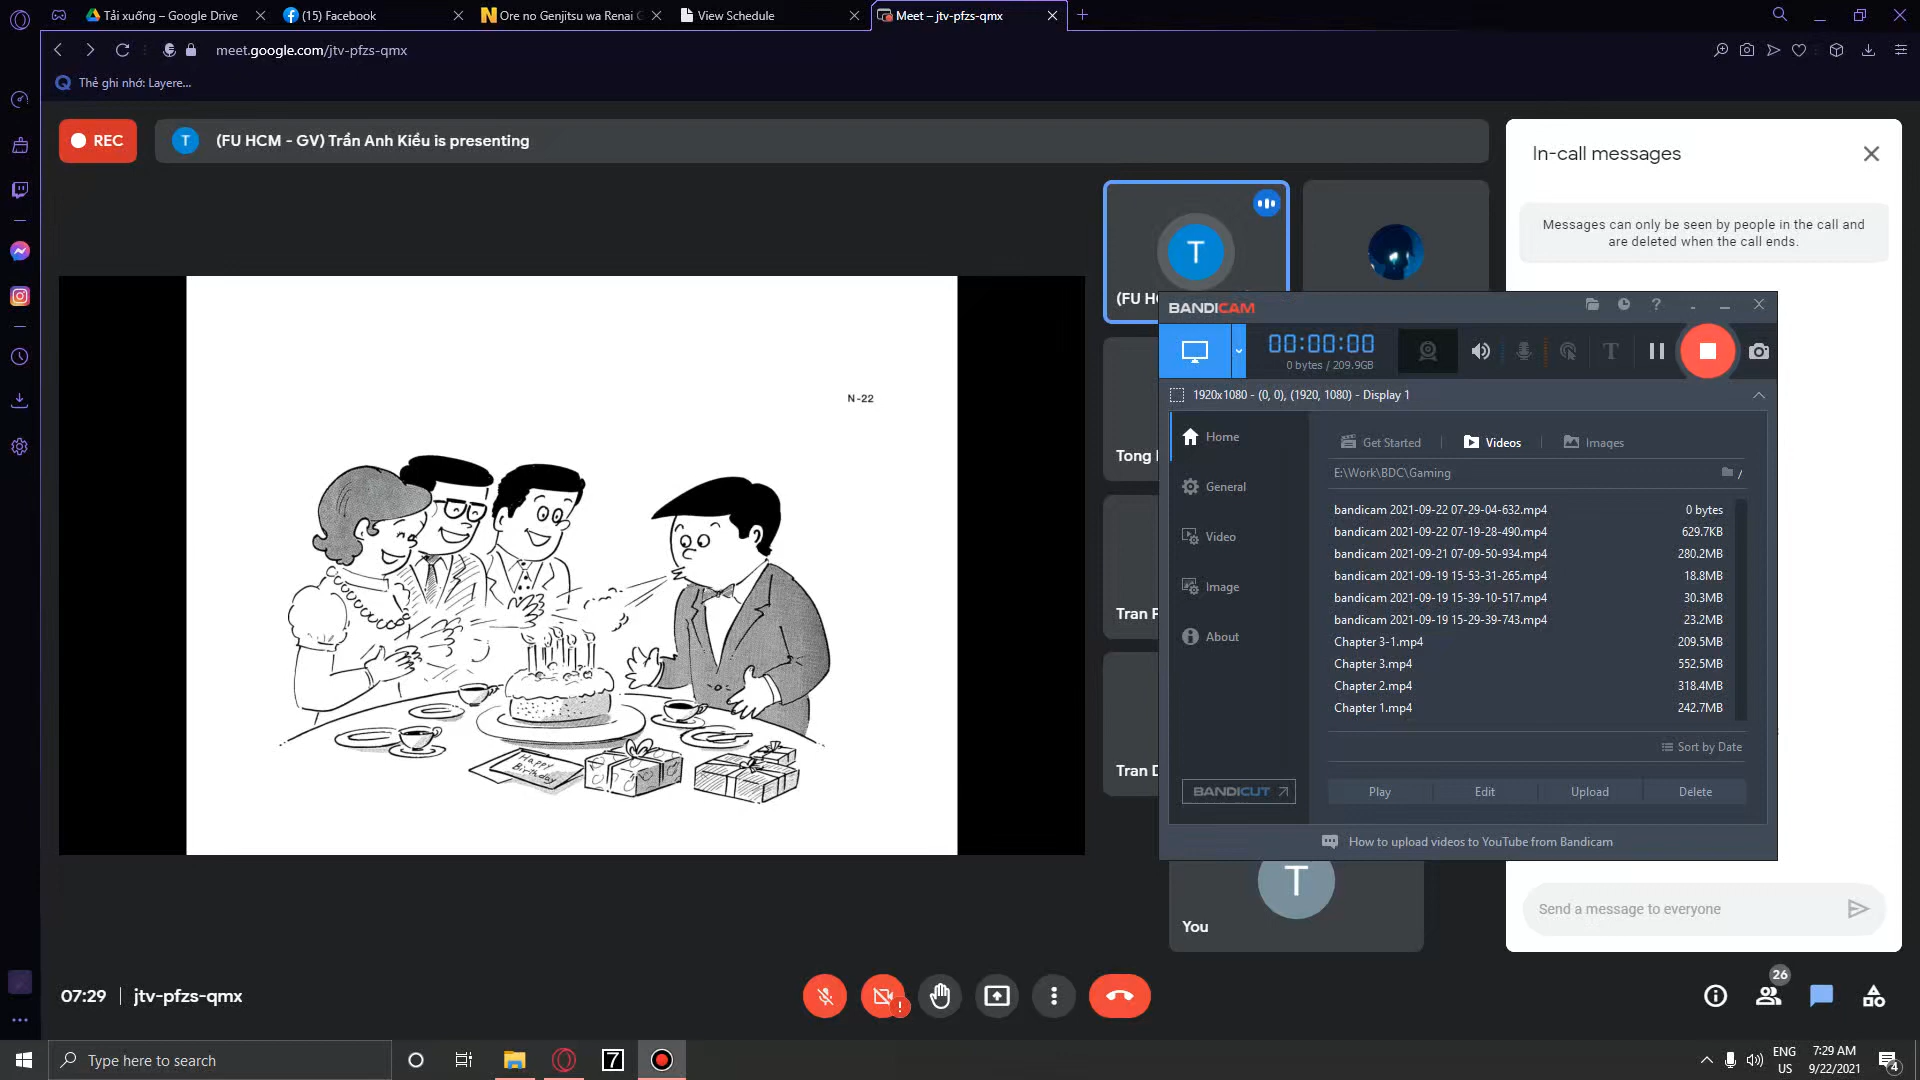 Tải xuống – Google Drive
(15) Facebook
Ore no Genjitsu wa Renai
View Schedule
Meet – jtv-pfzs-qmx
meet.google.com/jtv-pfzs-qmx
Thẻ ghi nhớ: Layere...
REC
T
(FU HCM - GV) Trần Anh Kiều is presenting
In-call messages
Messages can only be seen by people in the call and
are deleted when the call ends.
N-22
Happy
Birthday
T
(FU H
Tong
Tran
Tran
BANDICAM
00:00:00
0 bytes / 209.9GB
T
1920x1080 - (0, 0), (1920, 1080) - Display 1
Home
General
Video
Image
About
BANDICUT
Get Started
Videos
Images
E:\Work\BDC\Gaming
/
bandicam 2021-09-22 07-29-04-632.mp4 0 bytes
bandicam 2021-09-22 07-19-28-490.mp4 629.7KB
bandicam 2021-09-21 07-09-50-934.mp4 280.2MB
bandicam 2021-09-19 15-53-31-265.mp4 18.8MB
bandicam 2021-09-19 15-39-10-517.mp4 30.3MB
bandicam 2021-09-19 15-29-39-743.mp4 23.2MB
Chapter 3-1.mp4 209.5MB
Chapter 3.mp4 552.5MB
Chapter 2.mp4 318.4MB
Chapter 1.mp4 242.7MB
Sort by Date
Play
Edit
Upload
Delete
How to upload videos to YouTube from Bandicam
T
You
Send a message to everyone
07:29
jtv-pfzs-qmx
26
Type here to search
7
ENG
US
7:29 AM
9/22/2021
4